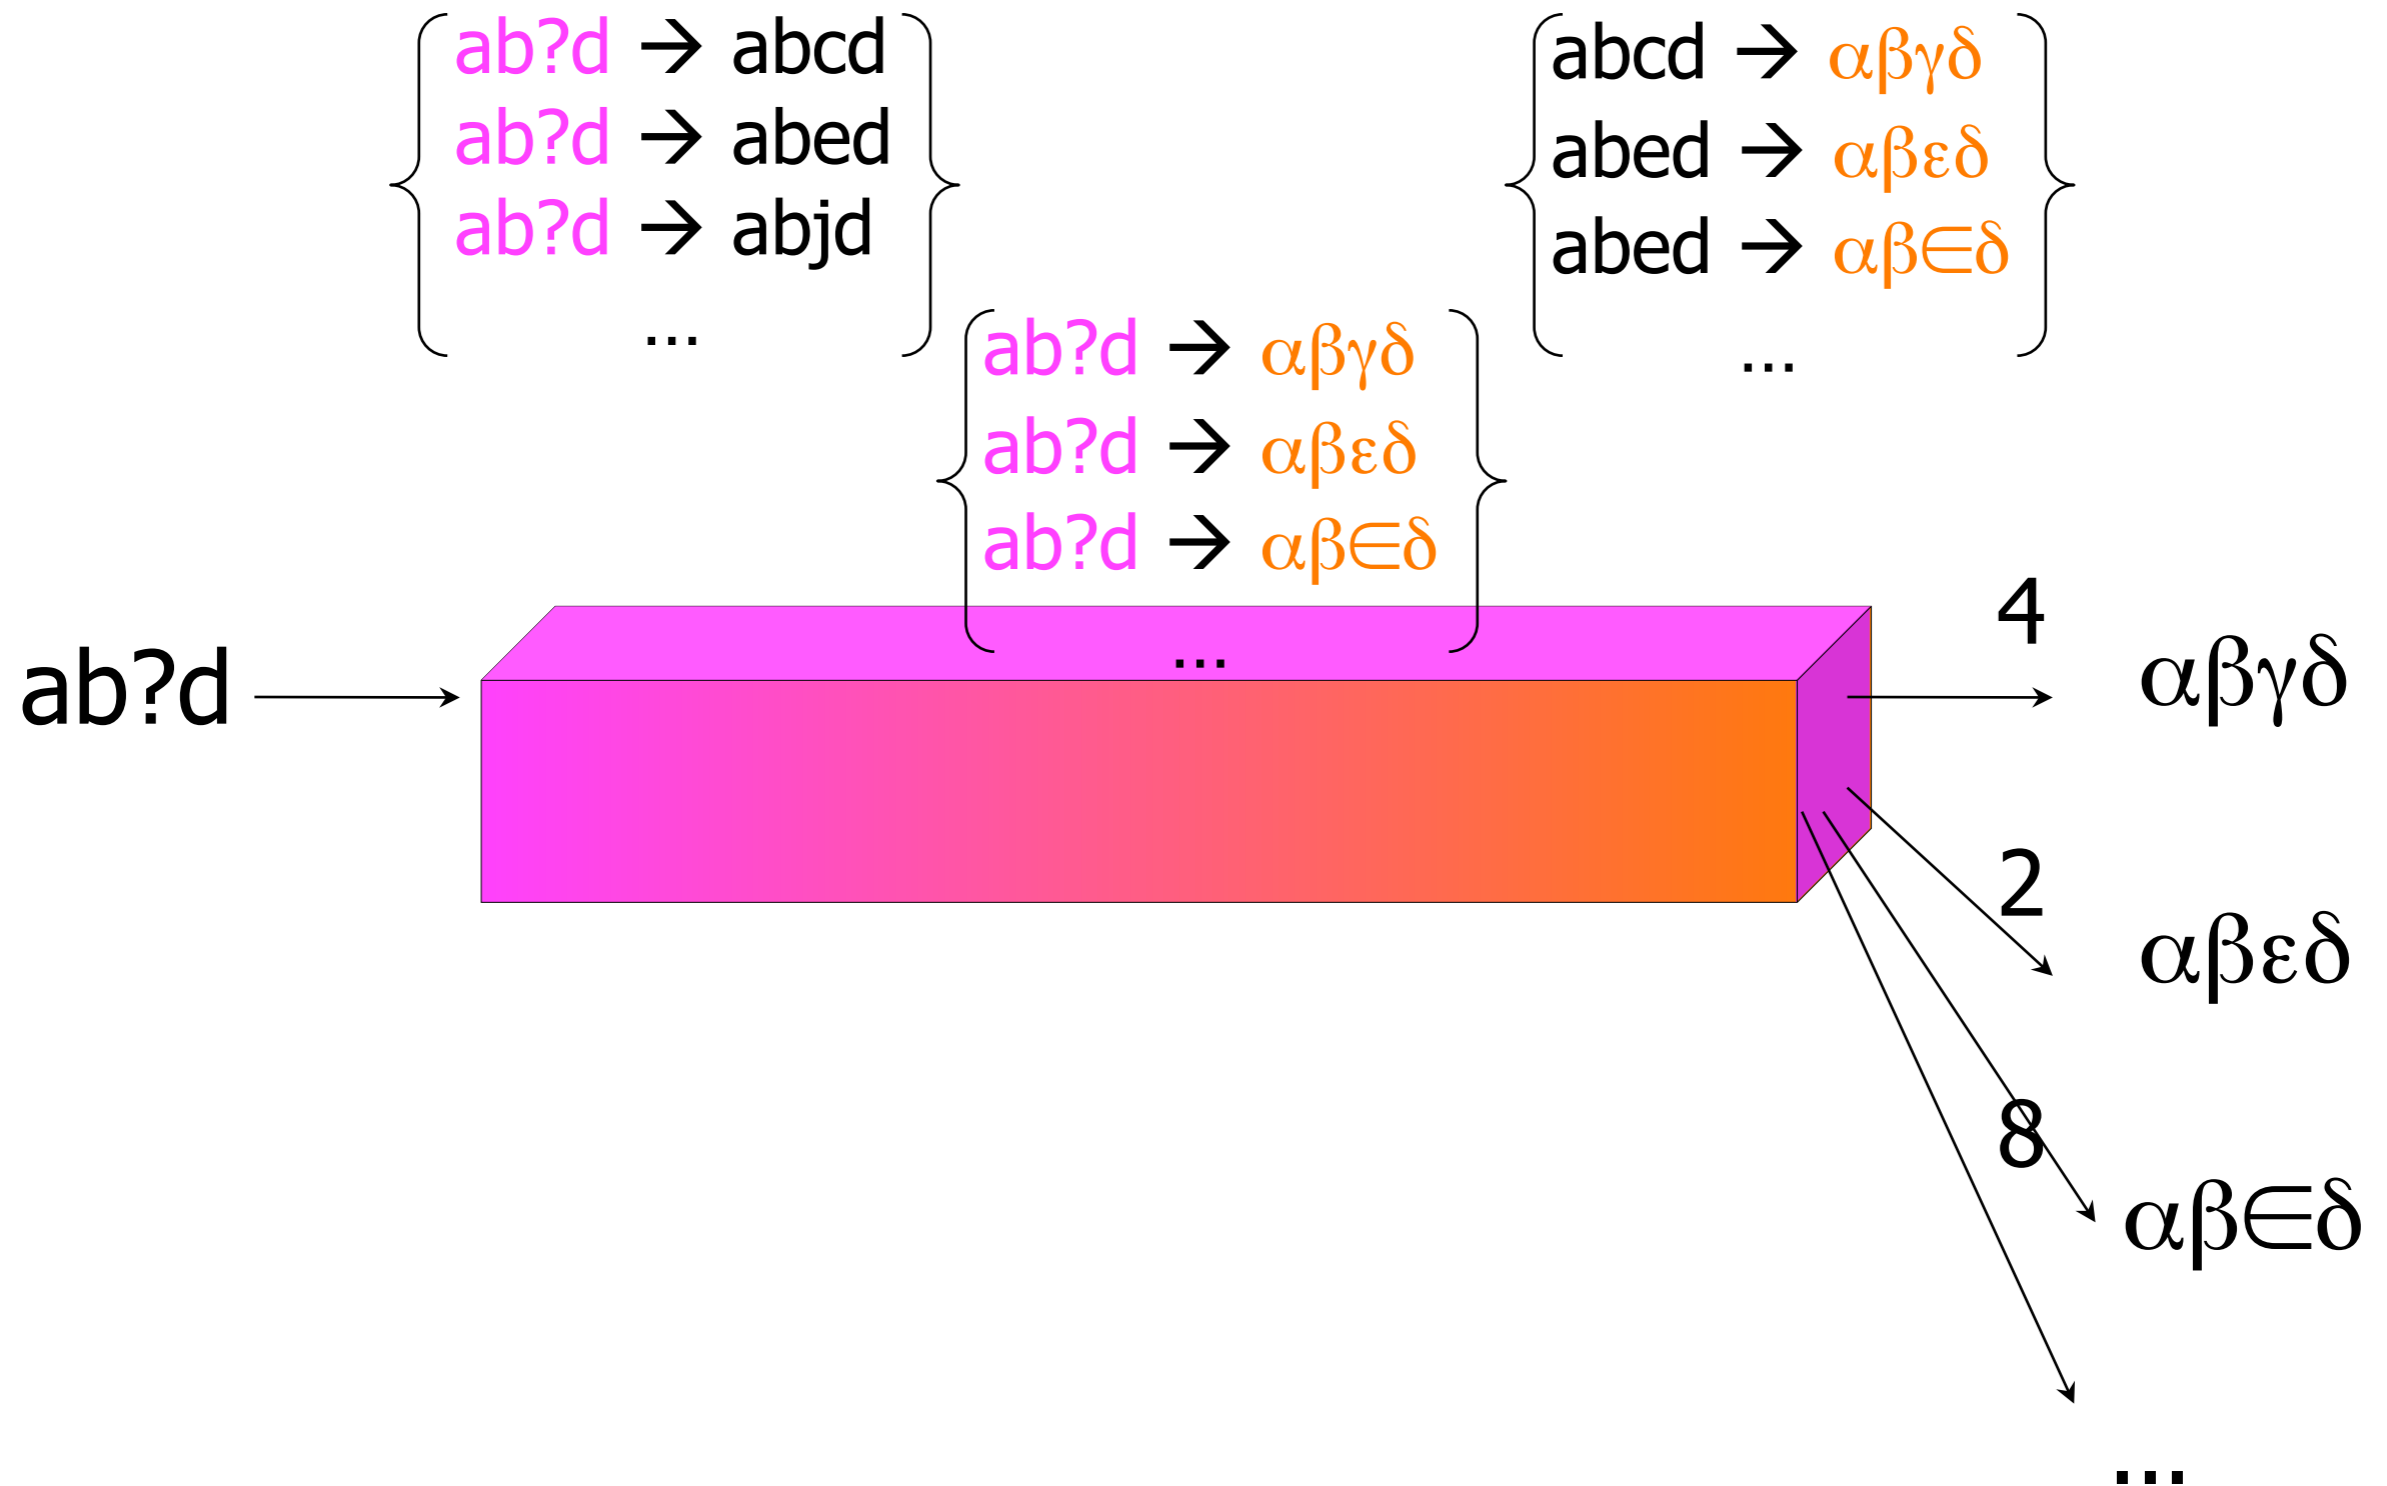 ab?d → abcd
ab?d → abed
ab?d → abjd
...
abcd → αβγδ
abed → αβεδ
abed → αβ∈δ
...
ab?d → αβγδ
ab?d → αβεδ
ab?d → αβ∈δ
...
ab?d
4
αβγδ
2
αβεδ
8
αβ∈δ
...